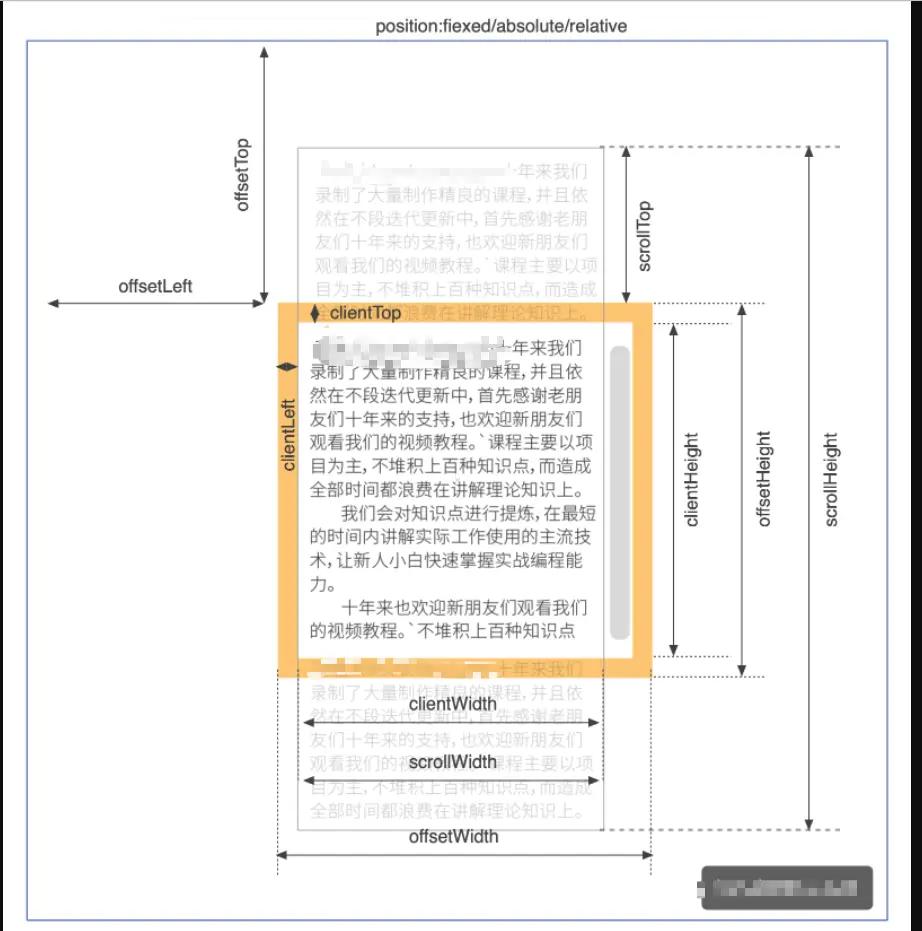 position:fiexed/absolute/relative
offsetTop
offsetLeft
scrollTop
年来我们
录制了大量制作精良的课程,并且依
然在不段迭代更新中,首先感谢老朋
友们十年来的支持,也欢迎新朋友们
观看我们的视频教程。`课程主要以项
目为主,不堆积上百种知识点,而造成
全部时间都浪费在讲解理论知识上。
clientTop
clientLeft
十年来我们
录制了大量制作精良的课程,并且依
然在不段迭代更新中,首先感谢老朋
友们十年来的支持,也欢迎新朋友们
观看我们的视频教程。`课程主要以项
目为主,不堆积上百种知识点,而造成
全部时间都浪费在讲解理论知识上。
我们会对知识点进行提炼,在最短
的时间内讲解实际工作使用的主流技
术,让新人小白快速掌握实战编程能
力。
十年来也欢迎新朋友们观看我们
的视频教程。`不堆积上百种知识点
clientHeight
offsetHeight
scrollHeight
十年来我们
录制了大量制作精良的课程,并且依
然在不段迭代更新中,首先感谢老朋
clientWidth
友们十年来的支持,也欢迎新朋友们
观看我们的视频教程。`课程主要以项
scrollWidth
目为主,不堆积上百种知识点,而造成
全部时间都浪费在讲解理论知识上。
offsetWidth